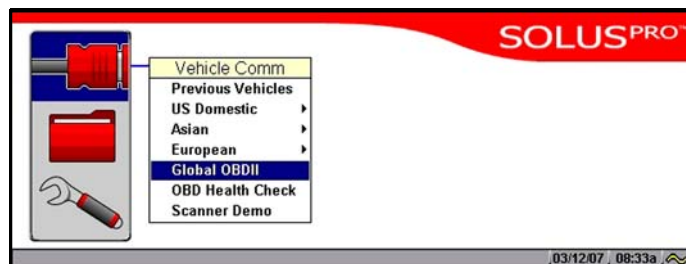 SOLUSPRO™
Vehicle Comm
Previous Vehicles
US Domestic
Asian
European
Global OBDII
OBD Health Check
Scanner Demo
03/12/07 08:33a